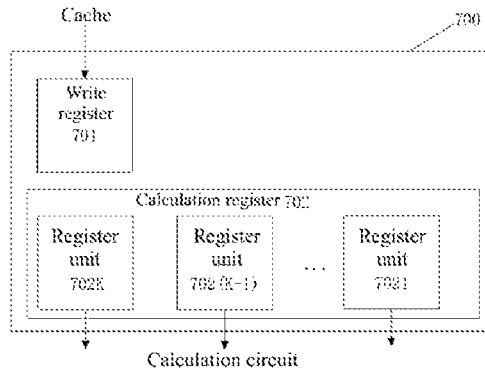 Cache
700
Write
register
701
Calculation register 702
Register
unit
702K
Register
unit
702(K-1)
...
Register
unit
7021
Calculation circuit